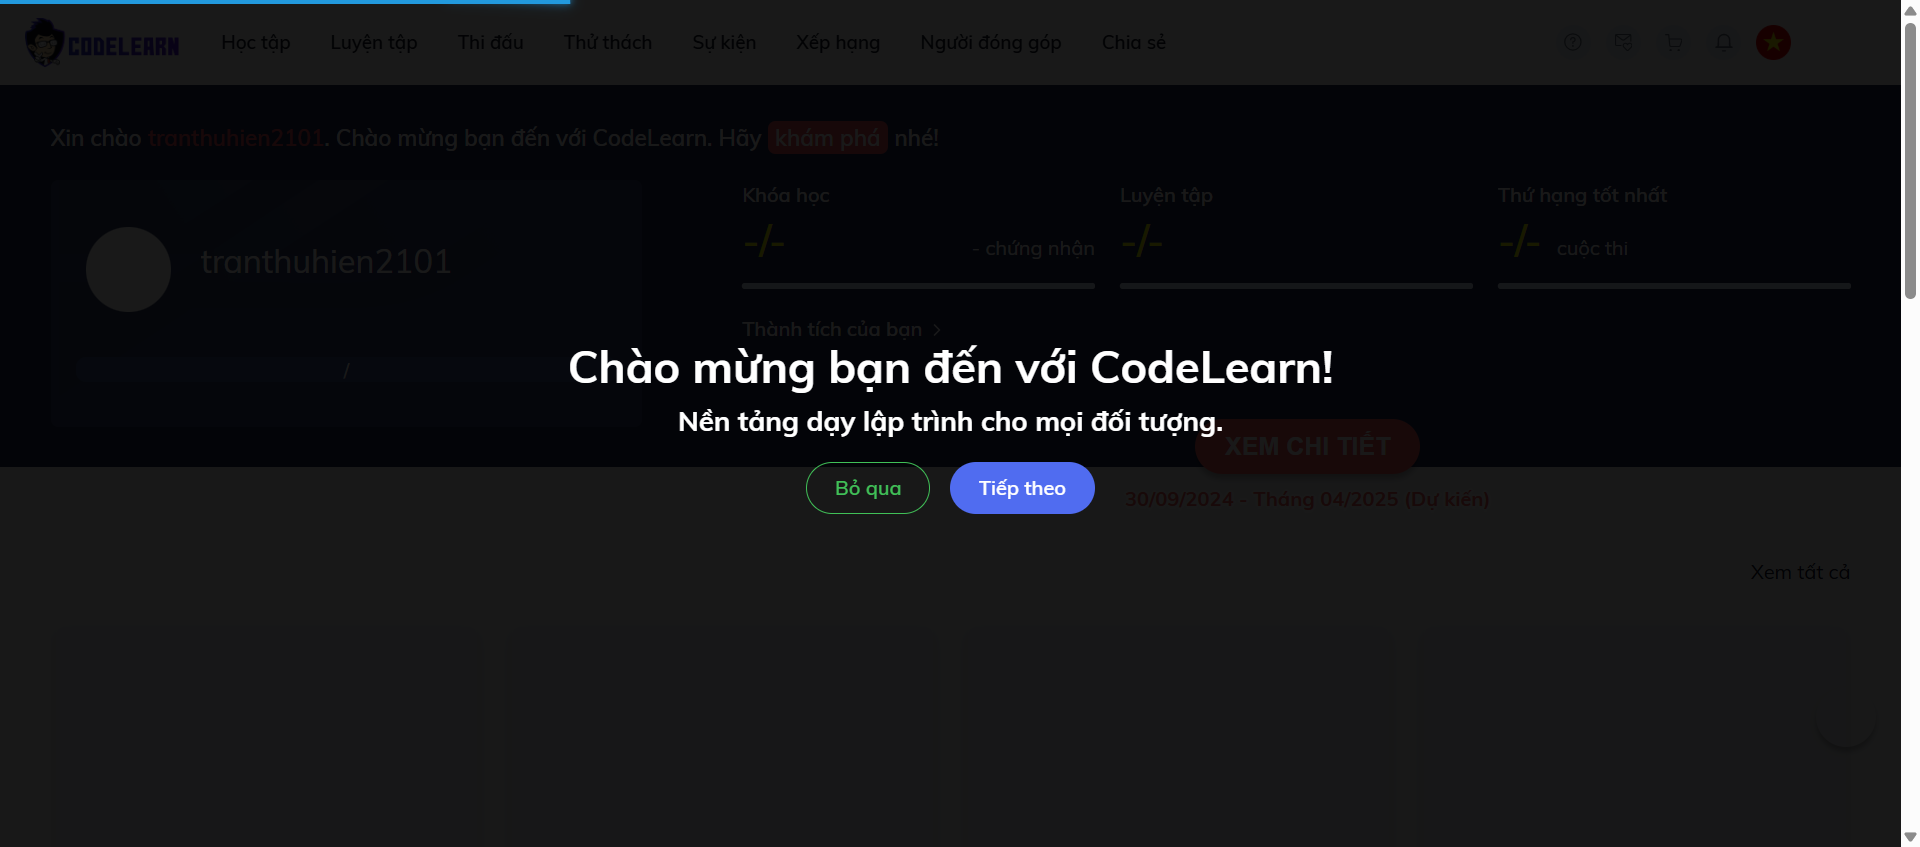 CODELEARN
Học tập
Luyện tập
Thi đấu
Thử thách
Sự kiện
Xếp hạng
Người đóng góp
Chia sẻ
Xin chào tranthuhien2101. Chào mừng bạn đến với CodeLearn. Hãy khám phá nhé!
tranthuhien2101
/
Khóa học
-/-
- chứng nhận
Luyện tập
-/-
Thứ hạng tốt nhất
-/- cuộc thi
Thành tích của bạn >
Chào mừng bạn đến với CodeLearn!
Nền tảng dạy lập trình cho mọi đối tượng.
Bỏ qua
Tiếp theo
XEM CHI TIẾT
30/09/2024 - Tháng 04/2025 (Dự kiến)
Xem tất cả